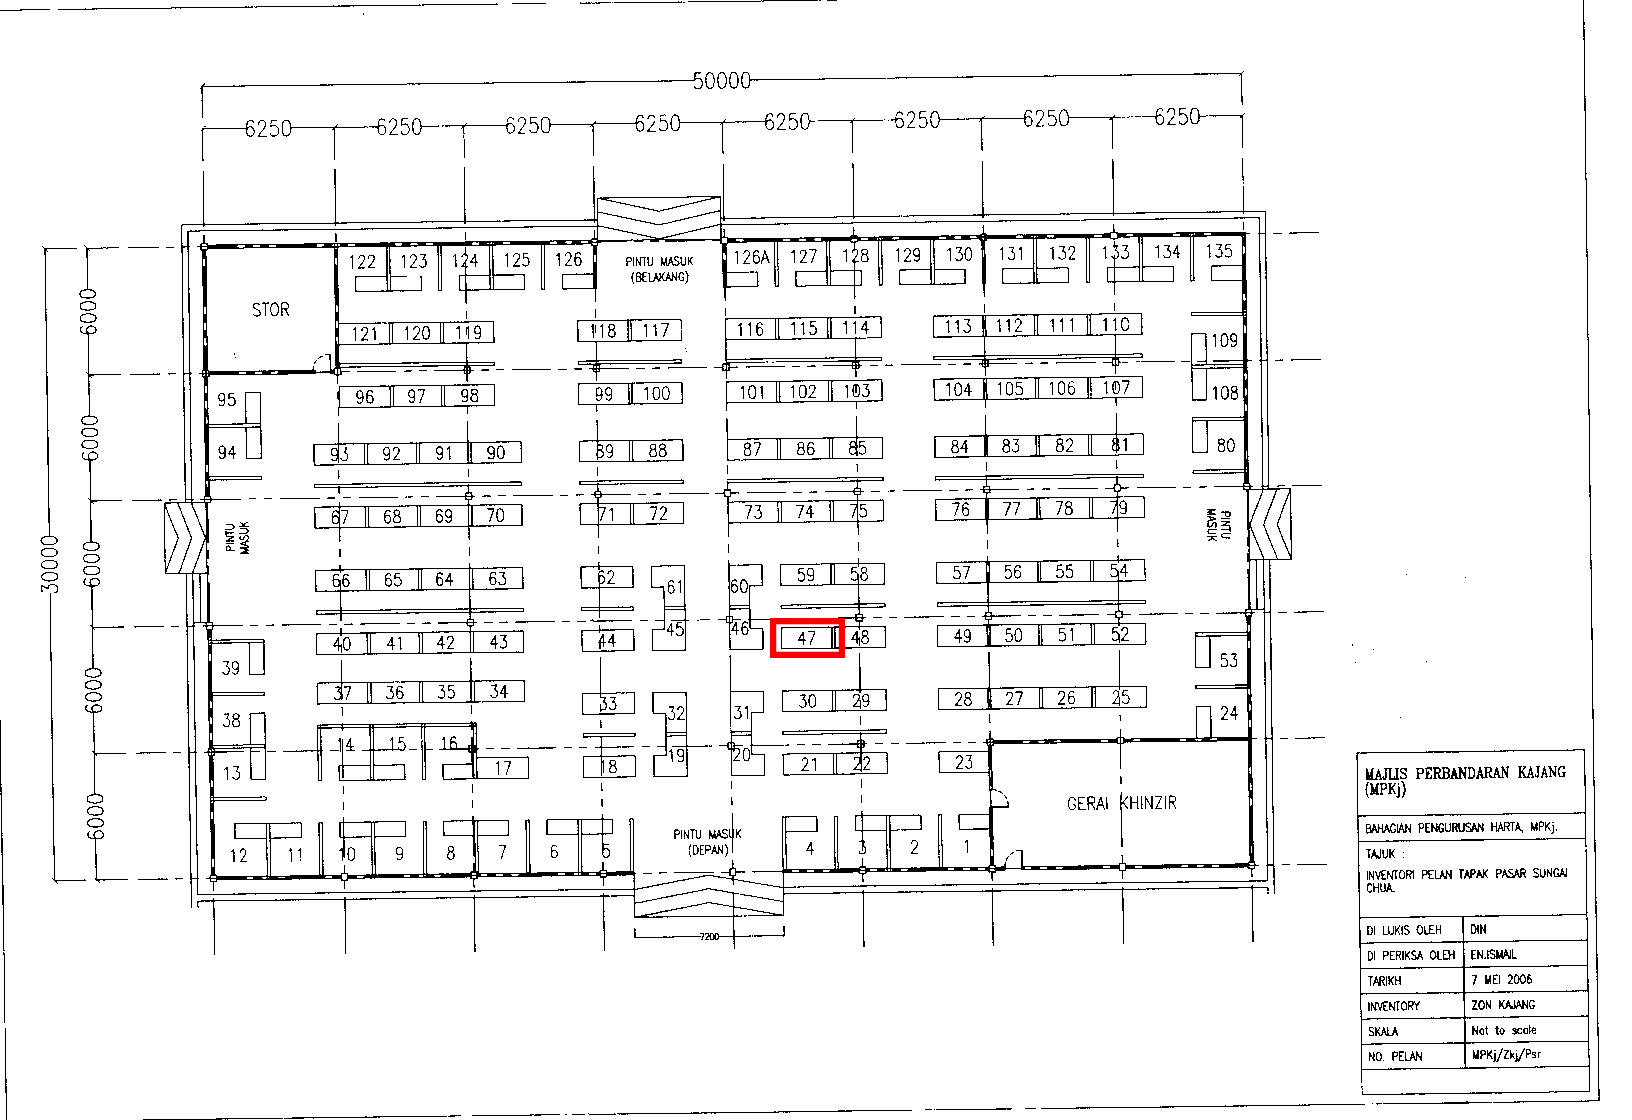 50000
6250 6250 6250 6250 6250 6250 6250 6250
30000
6000
6000
6000
6000
6000
122 123 124 125 126
PINTU MASUK
(BELAKANG)
126A 127 128 129 130 131 132 133 134 135
STOR
121 120 119 118 117 116 115 114 113 112 111 110
109
95 96 97 98 99 100 101 102 103 104 105 106 107 108
94 93 92 91 90 89 88 87 86 85 84 83 82 81 80
PINTU
MASUK
67 68 69 70 71 72 73 74 75 76 77 78 79
PINTU
MASUK
66 65 64 63 62 61 60 59 58 57 56 55 54
40 41 42 43 44 45 46 47 48 49 50 51 52
39 53
37 36 35 34 33 32 31 30 29 28 27 26 25
38 24
14 15 16
13 17 18 19 20 21 22 23
GERAI KHINZIR
12 11 10 9 8 7 6 5
PINTU MASUK
(DEPAN)
4 3 2 1
7200
MAJLIS PERBANDARAN KAJANG
(MPKj)
BAHAGIAN PENGURUSAN HARTA, MPKj.
TAJUK :
INVENTORI PELAN TAPAK PASAR SUNGAI
CHUA.
DI LUKIS OLEH DIN
DI PERIKSA OLEH EN.ISMAIL
TARIKH 7 MEI 2006
INVENTORY ZON KAJANG
SKALA Not to scale
NO. PELAN MPKj/Zkj/Psr